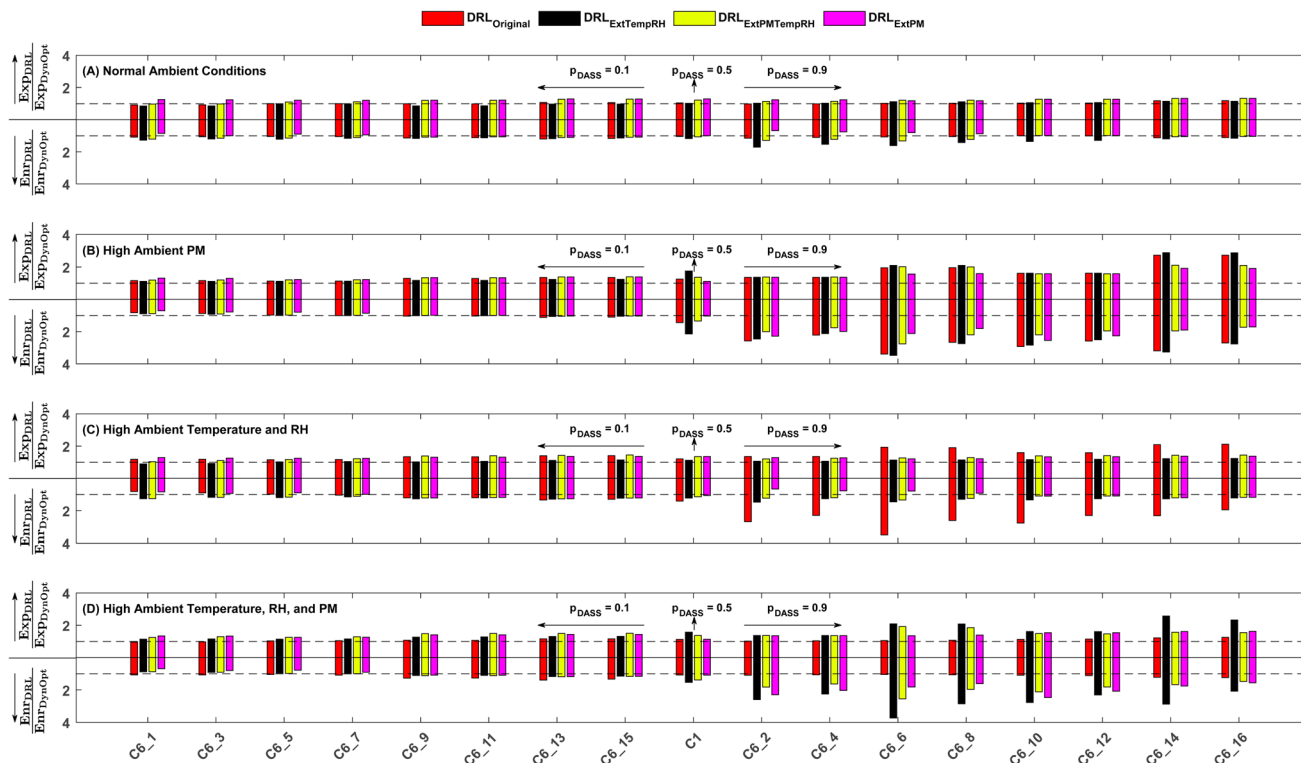 DRL_Original DRL_ExtTempRH DRL_ExtPMTempRH DRL_ExtPM
(A) Normal Ambient Conditions
p_DASS = 0.1 p_DASS = 0.5 p_DASS = 0.9
Exp_DRL
Exp_DynOpt
Enr_DRL
Enr_DynOpt
4
2
2
4
(B) High Ambient PM
p_DASS = 0.1 p_DASS = 0.5 p_DASS = 0.9
Exp_DRL
Exp_DynOpt
Enr_DRL
Enr_DynOpt
4
2
2
4
(C) High Ambient Temperature and RH
p_DASS = 0.1 p_DASS = 0.5 p_DASS = 0.9
Exp_DRL
Exp_DynOpt
Enr_DRL
Enr_DynOpt
4
2
2
4
(D) High Ambient Temperature, RH, and PM
p_DASS = 0.1 p_DASS = 0.5 p_DASS = 0.9
Exp_DRL
Exp_DynOpt
Enr_DRL
Enr_DynOpt
4
2
2
4
C6_1 C6_3 C6_5 C6_7 C6_9 C6_11 C6_13 C6_15 C1 C6_2 C6_4 C6_6 C6_8 C6_10 C6_12 C6_14 C6_16